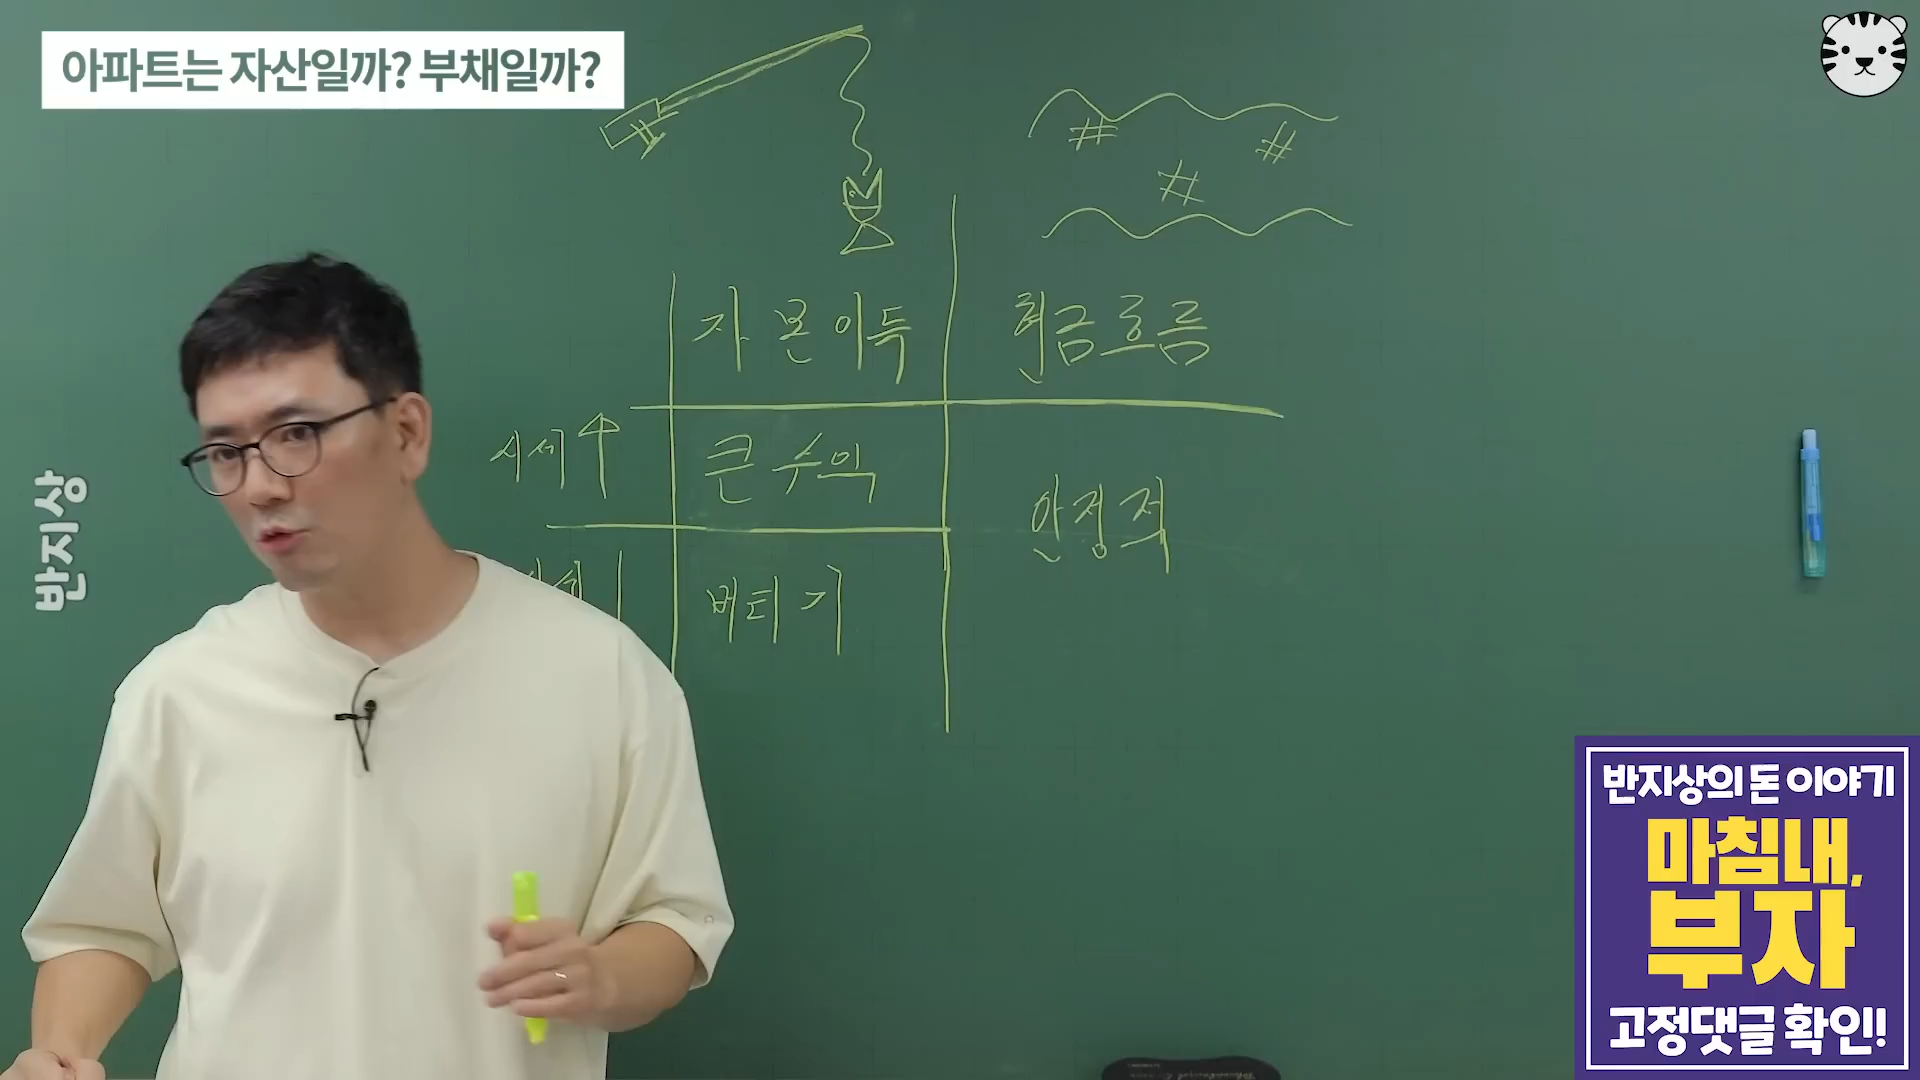 아파트는 자산일까? 부채일까?
자본이득
현금흐름
시세↑
큰 수익
안정적
버티기
반지상
반지상의 돈 이야기
마침내,
부자
고정댓글 확인!